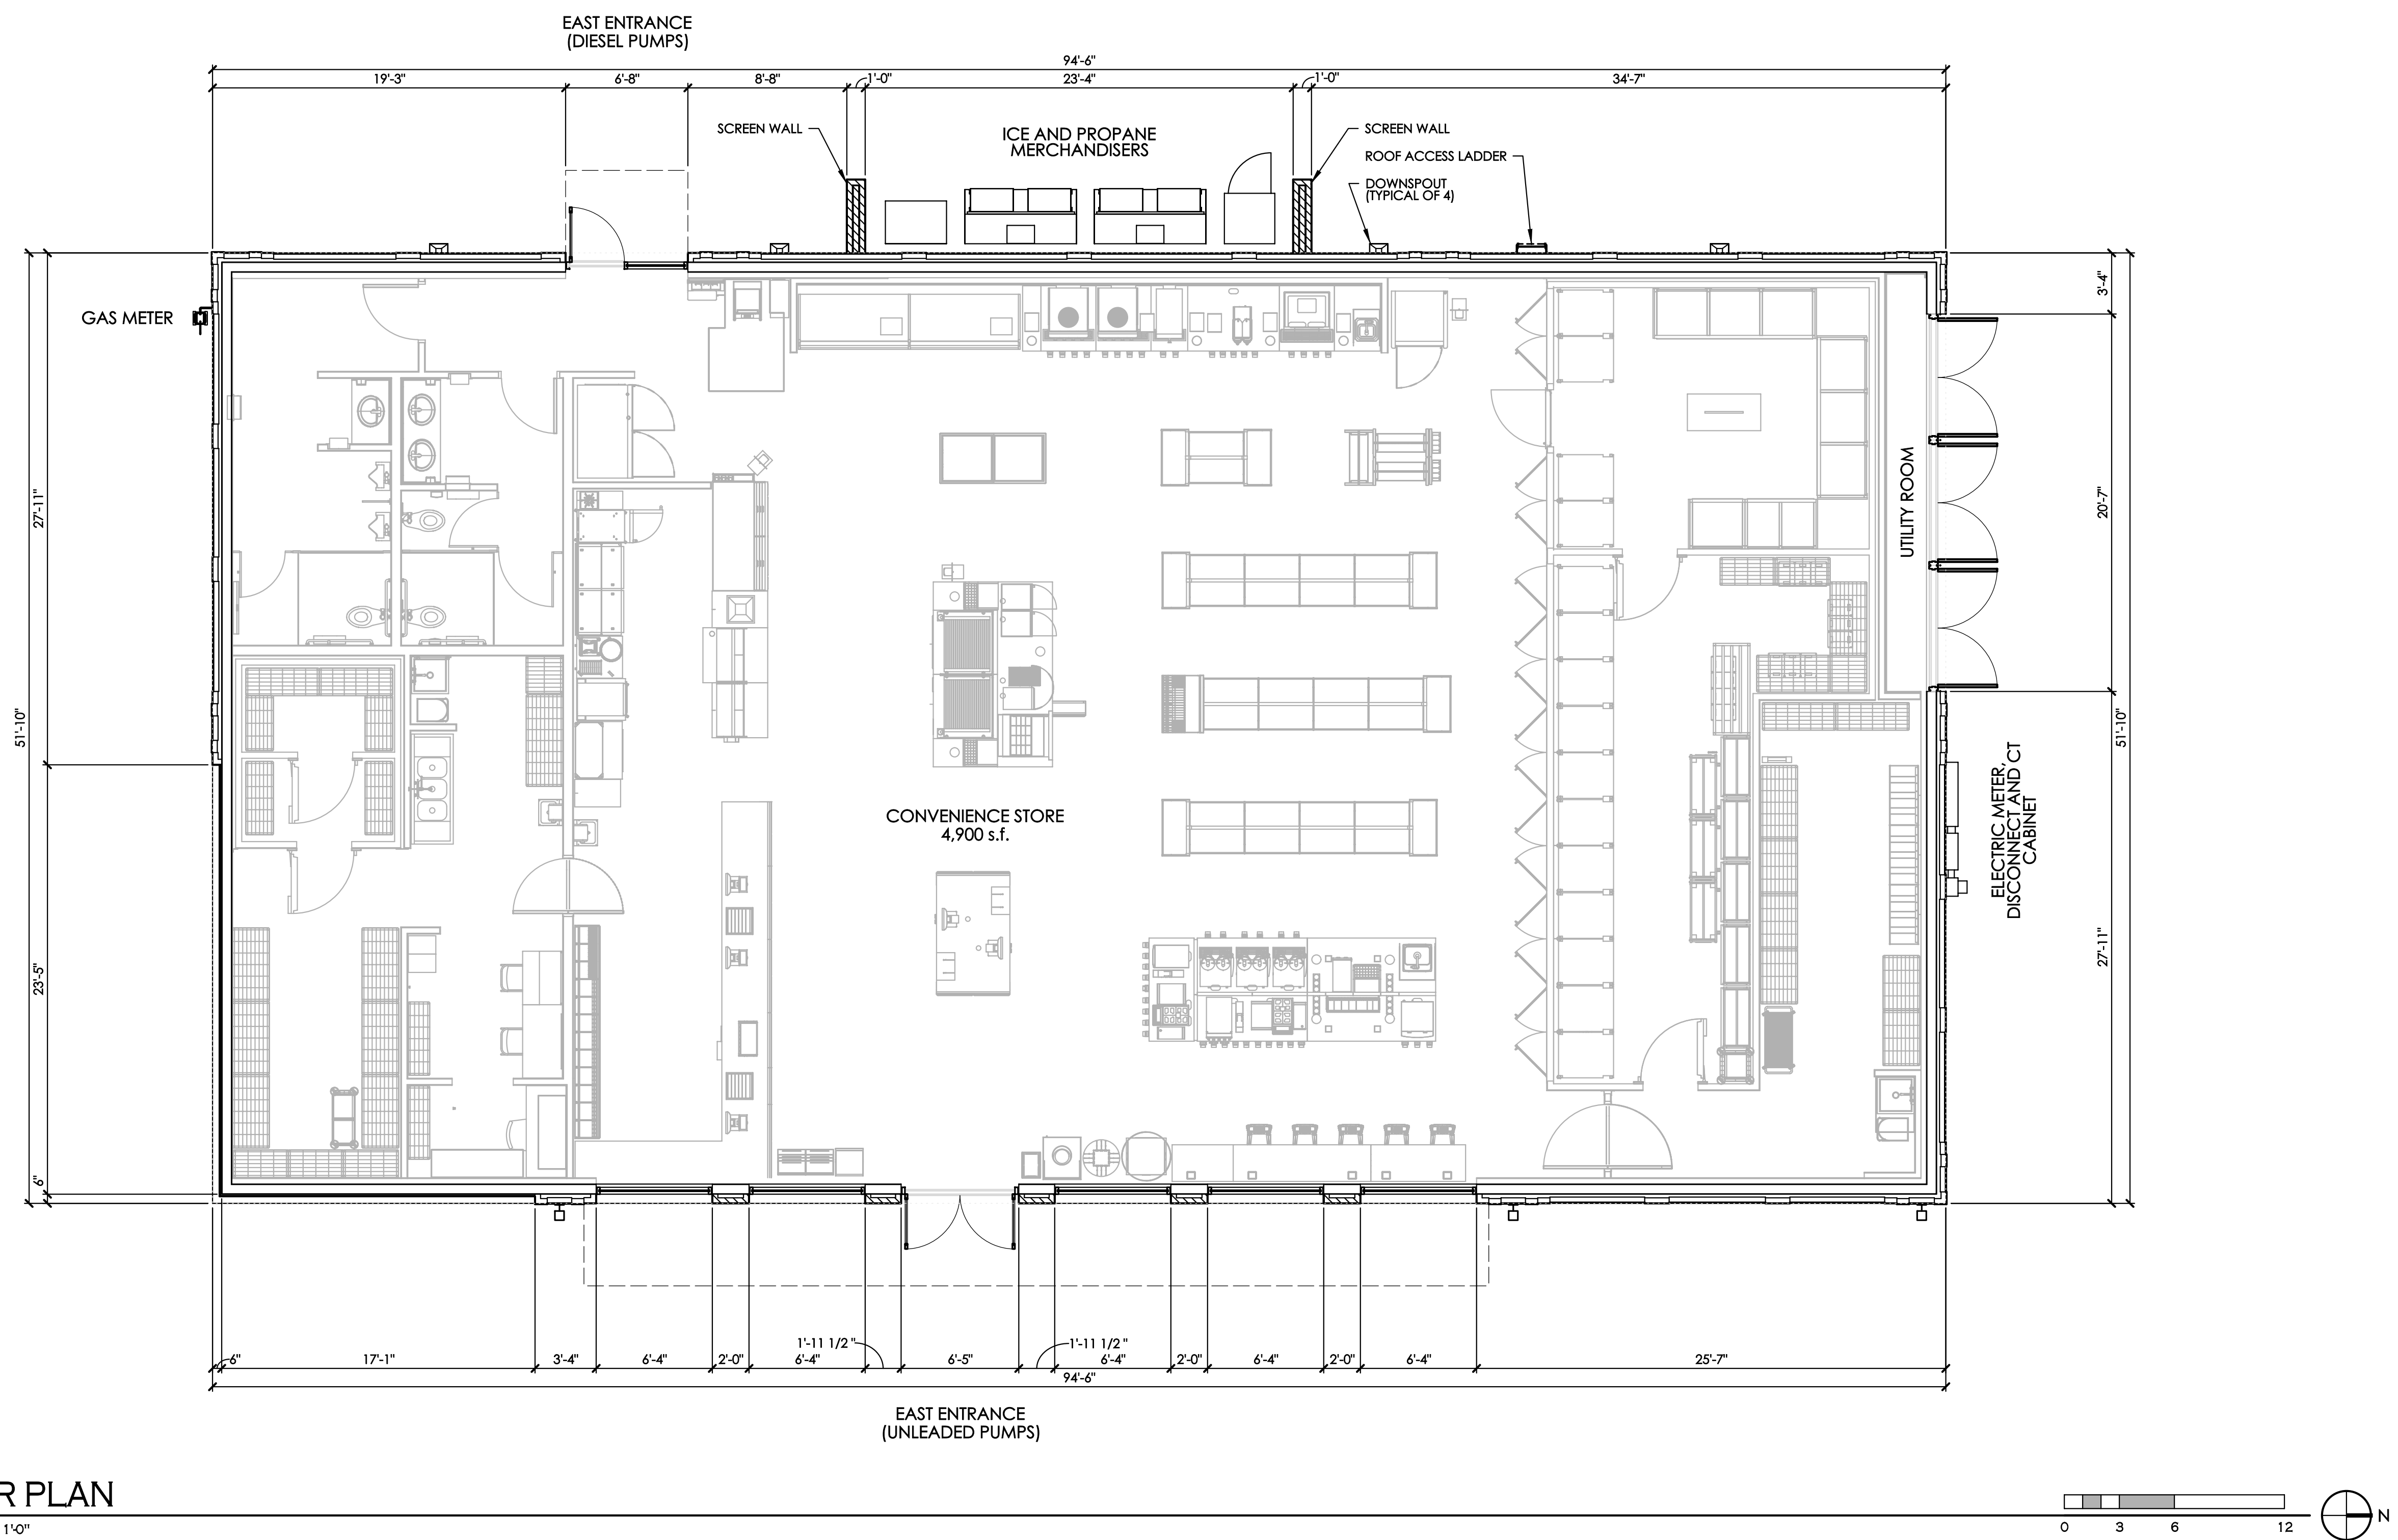 EAST ENTRANCE
(DIESEL PUMPS)
94'-6"
19'-3"
6'-8"
8'-8"
1'-0"
23'-4"
1'-0"
34'-7"
SCREEN WALL
ICE AND PROPANE
MERCHANDISERS
SCREEN WALL
ROOF ACCESS LADDER
DOWNSPOUT
(TYPICAL OF 4)
GAS METER
3'-4"
27'-11"
20'-7"
UTILITY ROOM
51'-10"
51'-10"
CONVENIENCE STORE
4,900 s.f.
ELECTRIC METER,
DISCONNECT AND CT
CABINET
23'-5"
27'-11"
6"
6"
17'-1"
3'-4"
6'-4"
2'-0"
6'-4"
1'-11 1/2 "
6'-5"
1'-11 1/2 "
6'-4"
2'-0"
6'-4"
2'-0"
6'-4"
25'-7"
94'-6"
EAST ENTRANCE
(UNLEADED PUMPS)
R PLAN
1'-0"
0 3 6 12
N